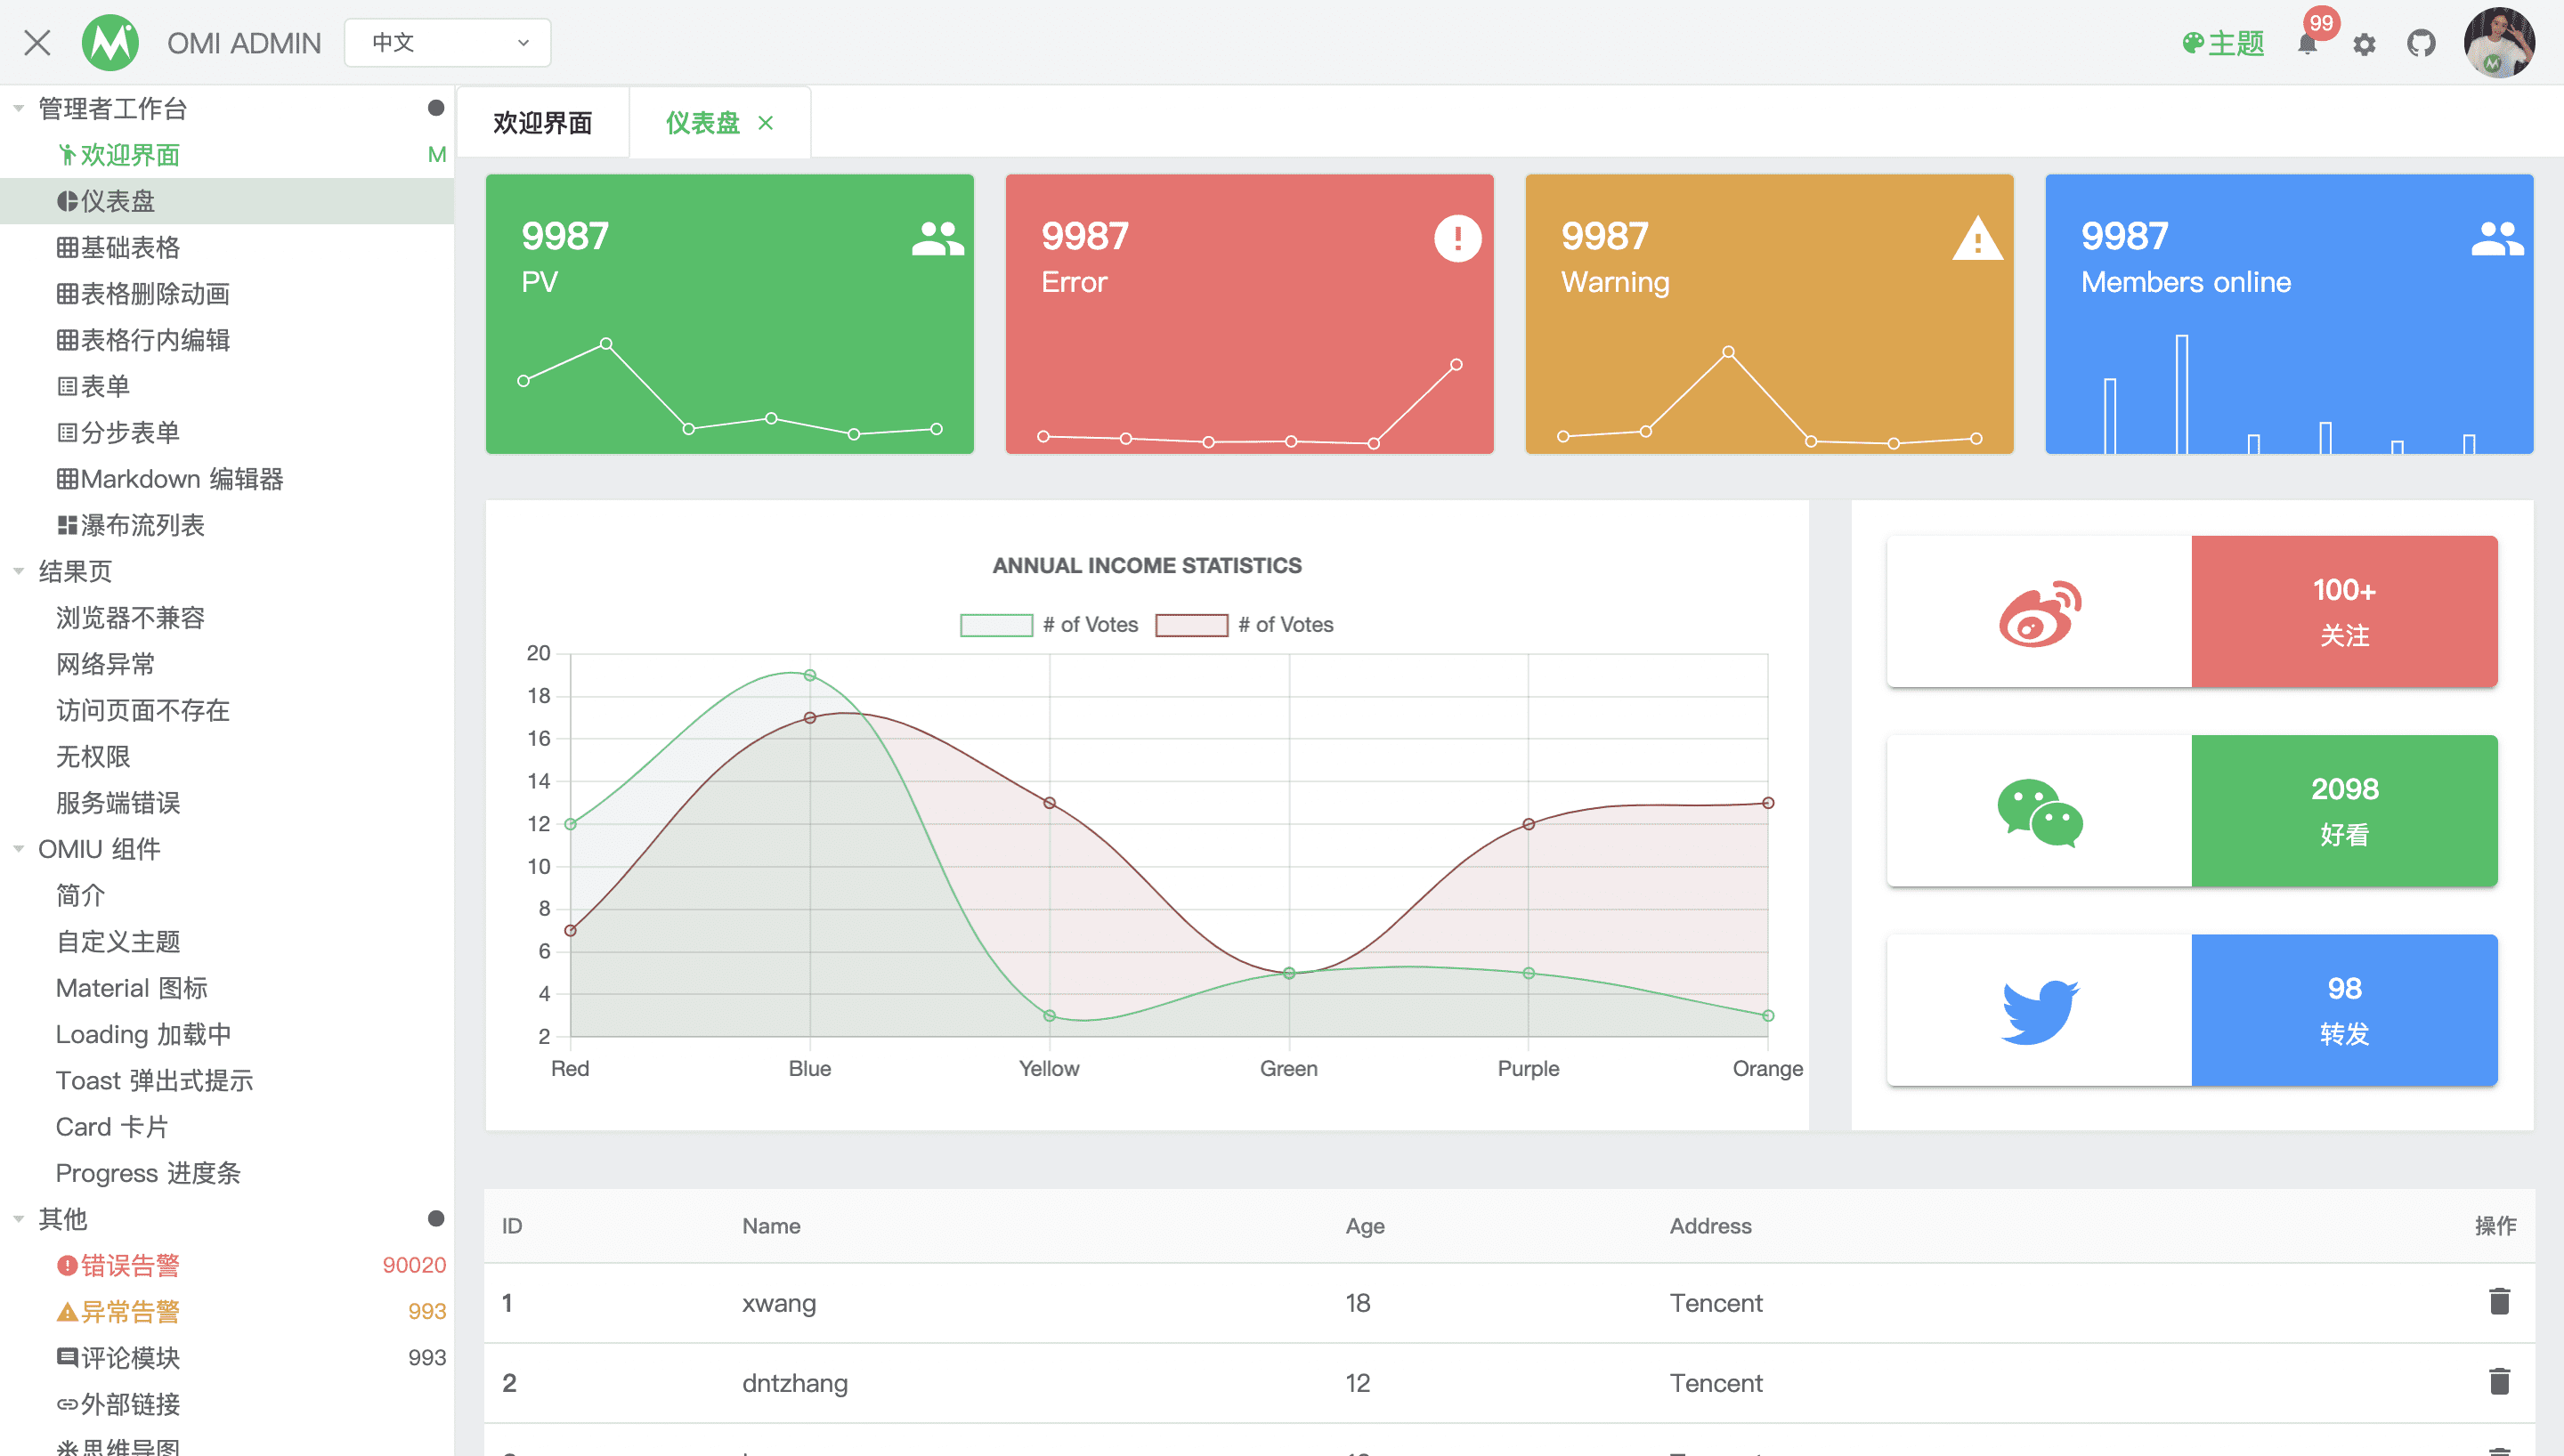 OMI ADMIN
中文
主题
99
管理者工作台
欢迎界面 M
仪表盘
基础表格
表格删除动画
表格行内编辑
表单
分步表单
Markdown 编辑器
瀑布流列表
结果页
浏览器不兼容
网络异常
访问页面不存在
无权限
服务端错误
OMIU 组件
简介
自定义主题
Material 图标
Loading 加载中
Toast 弹出式提示
Card 卡片
Progress 进度条
其他
错误告警 90020
异常告警 993
评论模块 993
外部链接
思维导图
欢迎界面
仪表盘
9987
PV
9987
Error
9987
Warning
9987
Members online
ANNUAL INCOME STATISTICS
# of Votes # of Votes
20
18
16
14
12
10
8
6
4
2
Red Blue Yellow Green Purple Orange
100+
关注
2098
好看
98
转发
ID Name Age Address 操作
1 xwang 18 Tencent
2 dntzhang 12 Tencent